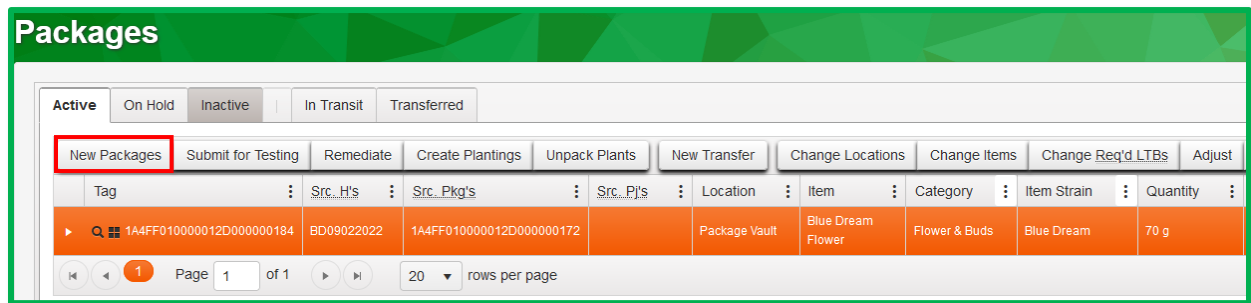 Packages
Active On Hold Inactive In Transit Transferred
New Packages Submit for Testing Remediate Create Plantings Unpack Plants New Transfer Change Locations Change Items Change Req'd LTBs Adjust
Tag Src. H's Src. Pkg's Src. Pj's Location Item Category Item Strain Quantity
1A4FF010000012D000000184 BD09022022 1A4FF010000012D000000172 Package Vault Blue Dream Flower Flower & Buds Blue Dream 70 g
1 Page 1 of 1 20 rows per page